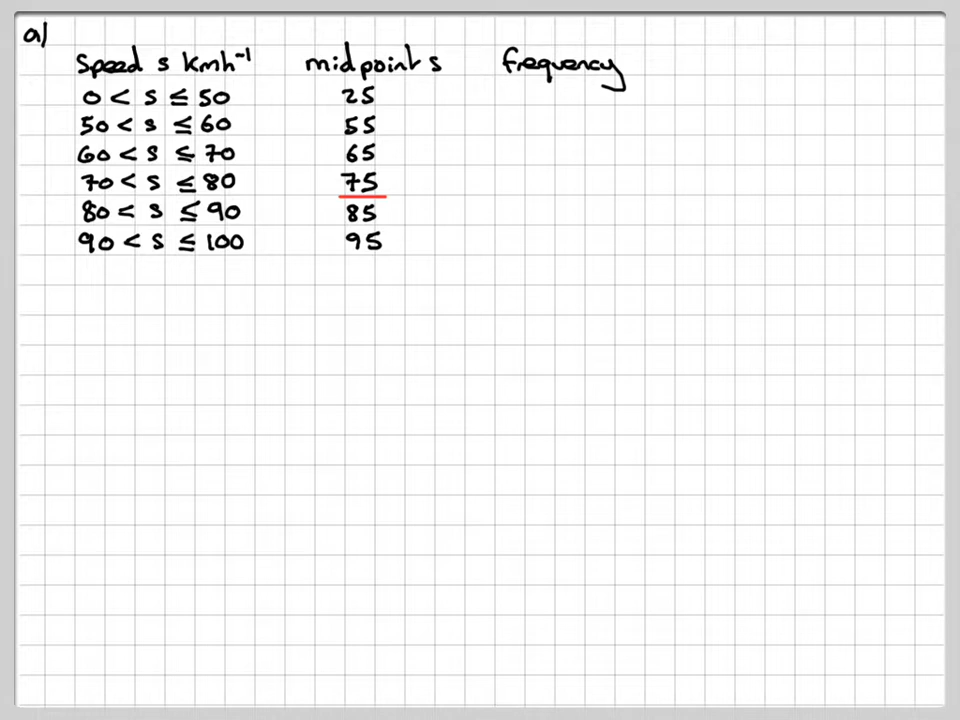 a)
Speed s kmh⁻¹ midpoint s frequency
0 < s ≤ 50 25
50 < s ≤ 60 55
60 < s ≤ 70 65
70 < s ≤ 80 75
80 < s ≤ 90 85
90 < s ≤ 100 95